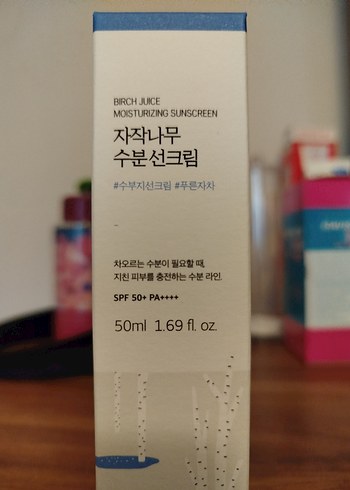 BIRCH JUICE
MOISTURIZING SUNSCREEN
자작나무
수분 선크림
#수부지선크림 #푸른자차
차오르는 수분이 필요할 때,
지친 피부를 충전하는 수분 라인.
SPF 50+ PA++++
50ml 1.69 fl. oz.